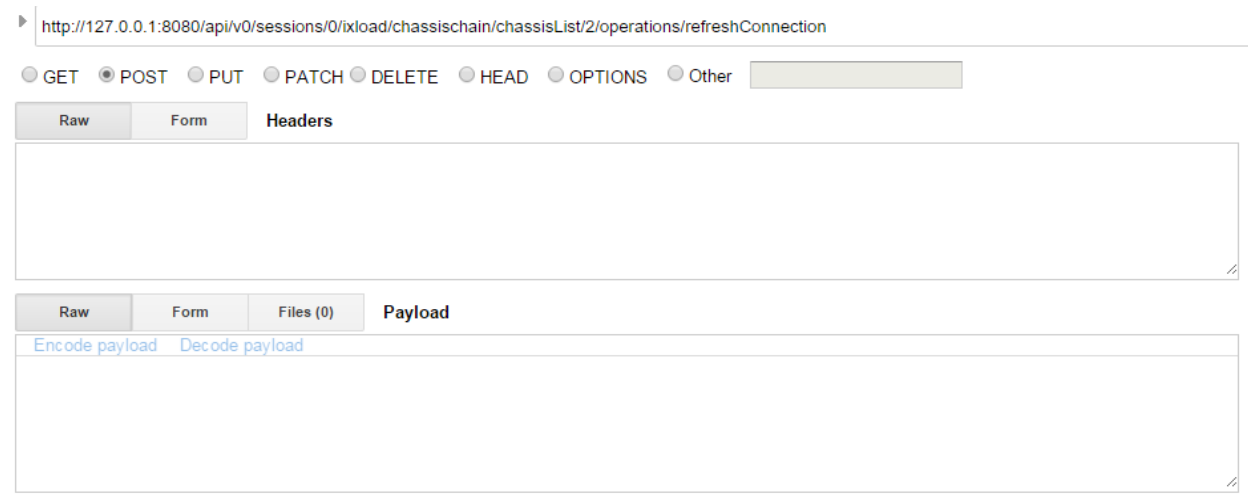 http://127.0.0.1:8080/api/v0/sessions/0/ixload/chassischain/chassisList/2/operations/refreshConnection
GET POST PUT PATCH DELETE HEAD OPTIONS Other
Raw Form Headers
Raw Form Files (0) Payload
Encode payload Decode payload